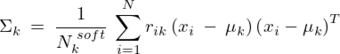 Σ_k = \frac{1}{N_k^{soft}} \sum_{i=1}^{N} r_{ik} (x_i − μ_k) (x_i − μ_k)^T